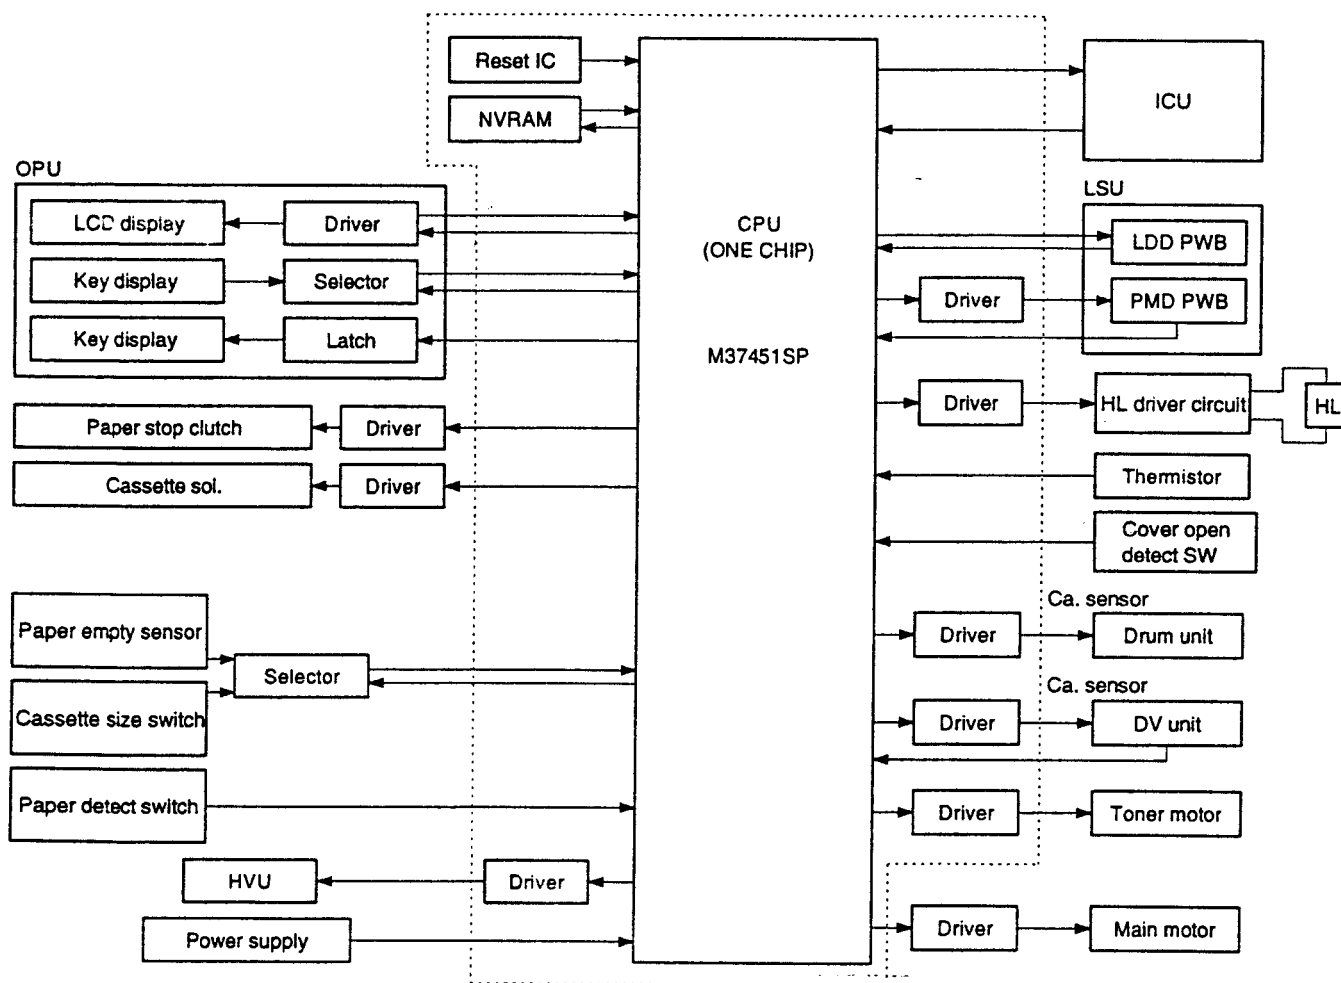 Reset IC
NVRAM
ICU
OPU
LCD display
Driver
Key display
Selector
Key display
Latch
CPU
(ONE CHIP)
M37451SP
LSU
LDD PWB
Driver
PMD PWB
Driver
HL driver circuit
HL
Paper stop clutch
Driver
Cassette sol.
Driver
Thermistor
Cover open
detect SW
Paper empty sensor
Selector
Cassette size switch
Paper detect switch
Ca. sensor
Driver
Drum unit
Ca. sensor
Driver
DV unit
Driver
Toner motor
HVU
Driver
Power supply
Driver
Main motor